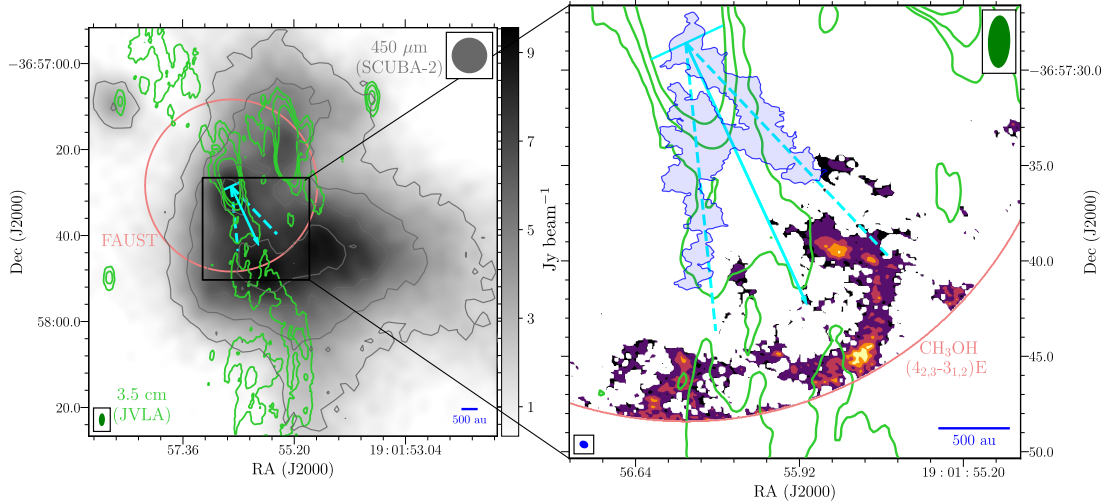 450 μm
(SCUBA-2)
FAUST
3.5 cm
(JVLA)
500 au
−36:57:00.0
20.0
40.0
58:00.0
20.0
Dec (J2000)
57.36
55.20
19:01:53.04
RA (J2000)
9
7
5
3
1
Jy beam⁻¹
CH₃OH
(4₂,₃-3₁,₂)E
500 au
−36:57:30.0
35.0
40.0
45.0
50.0
Dec (J2000)
56.64
55.92
19:01:55.20
RA (J2000)